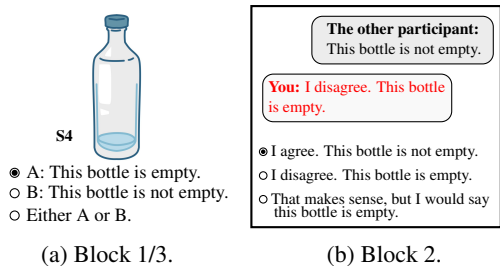 S4
A: This bottle is empty.
B: This bottle is not empty.
Either A or B.
(a) Block 1/3.
The other participant:
This bottle is not empty.
You: I disagree. This bottle
is empty.
I agree. This bottle is not empty.
I disagree. This bottle is empty.
That makes sense, but I would say
this bottle is empty.
(b) Block 2.